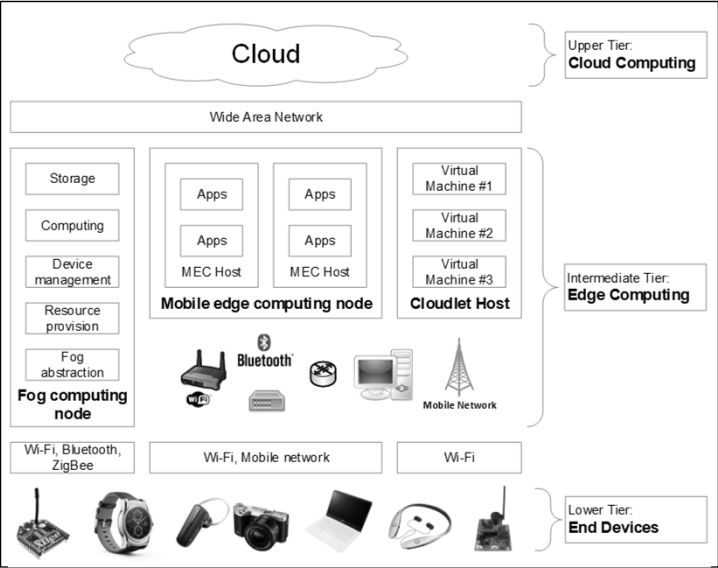 Cloud
Upper Tier:
Cloud Computing
Wide Area Network
Storage
Computing
Device
management
Resource
provision
Fog
abstraction
Fog computing
node
Apps
Apps
MEC Host
Apps
Apps
MEC Host
Mobile edge computing node
Virtual
Machine #1
Virtual
Machine #2
Virtual
Machine #3
Cloudlet Host
Intermediate Tier:
Edge Computing
Bluetooth
Wi Fi
Mobile Network
Wi-Fi, Bluetooth,
ZigBee
Wi-Fi, Mobile network
Wi-Fi
Lower Tier:
End Devices